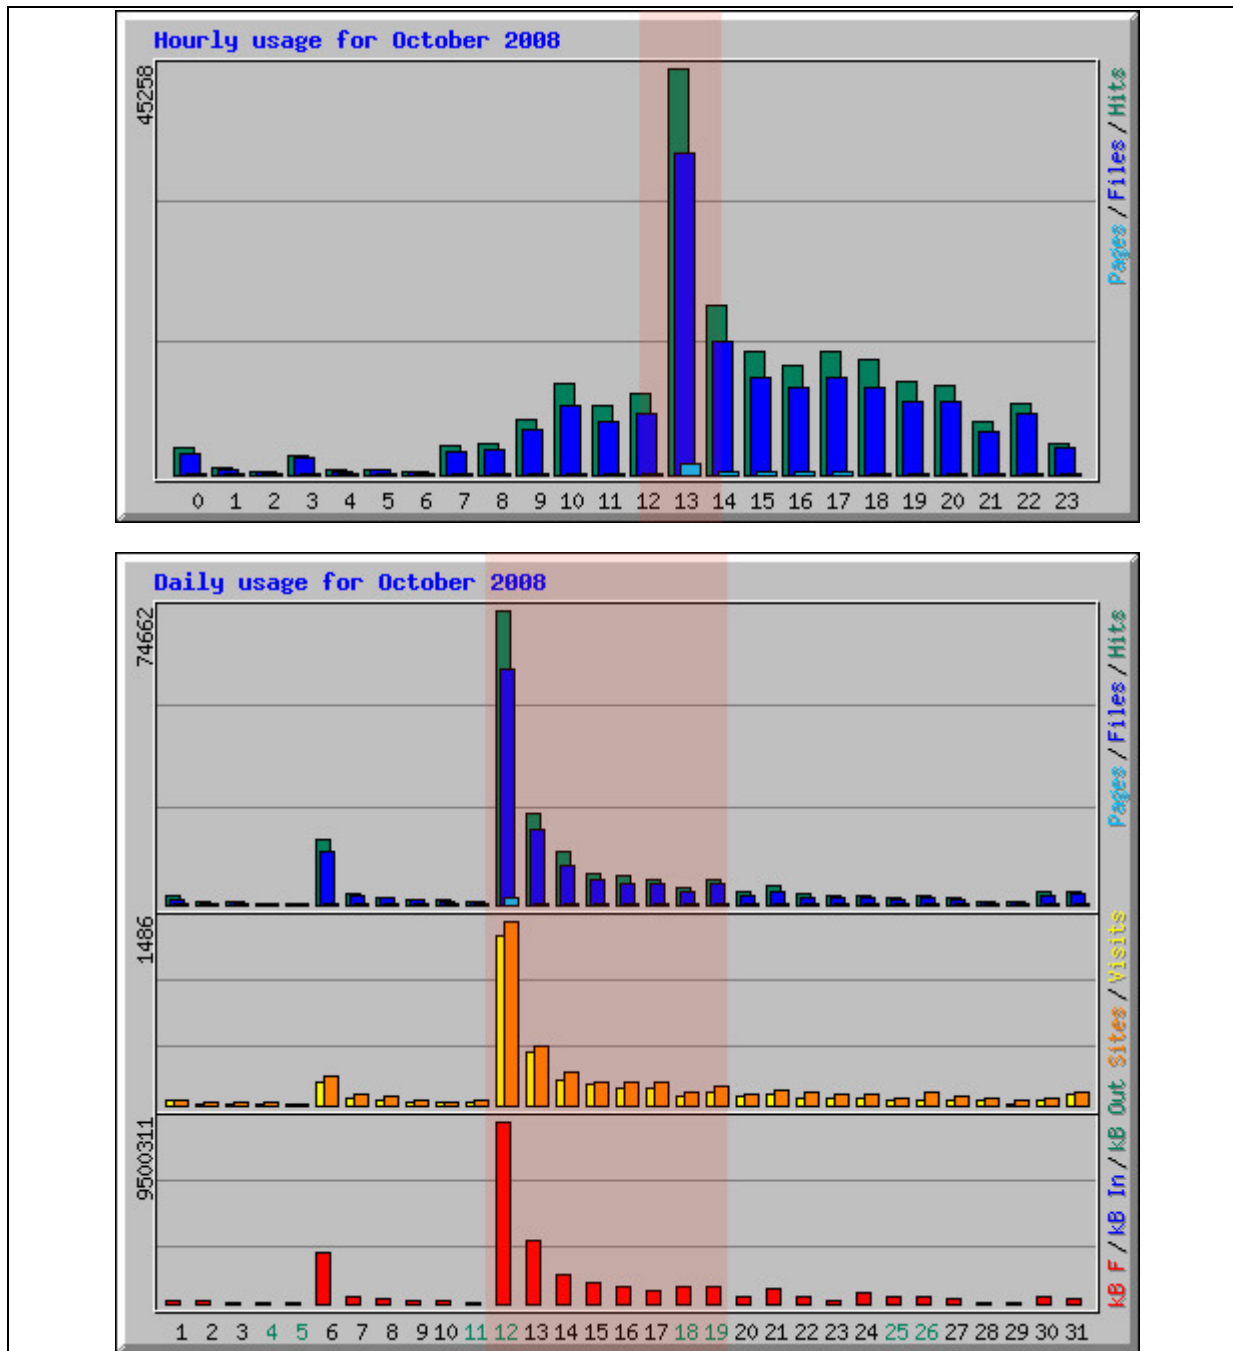 Hourly usage for October 2008
45258
Pages / Files / Hits
0 1 2 3 4 5 6 7 8 9 10 11 12 13 14 15 16 17 18 19 20 21 22 23
Daily usage for October 2008
74662
Pages / Files / Hits
1486
Sites / Visits
9500311
kB F / kB In / kB Out
1 2 3 4 5 6 7 8 9 10 11 12 13 14 15 16 17 18 19 20 21 22 23 24 25 26 27 28 29 30 31